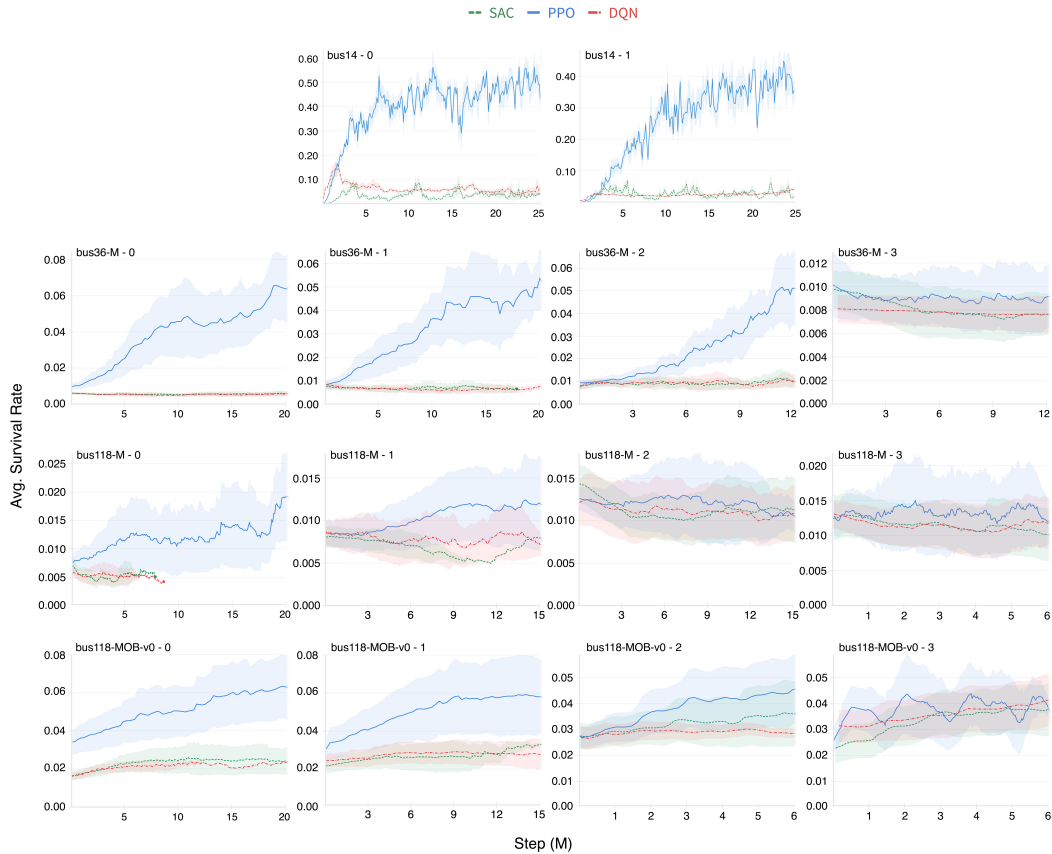 SAC PPO DQN
bus14 - 0
0.60
0.50
0.40
0.30
0.20
0.10
5 10 15 20 25
bus14 - 1
0.40
0.30
0.20
0.10
5 10 15 20 25
Avg. Survival Rate
bus36-M - 0
0.08
0.06
0.04
0.02
0.00
5 10 15 20
bus36-M - 1
0.06
0.05
0.04
0.03
0.02
0.01
0.00
5 10 15 20
bus36-M - 2
0.06
0.05
0.04
0.03
0.02
0.01
0.00
3 6 9 12
bus36-M - 3
0.012
0.010
0.008
0.006
0.004
0.002
0.000
3 6 9 12
bus118-M - 0
0.025
0.020
0.015
0.010
0.005
0.000
5 10 15 20
bus118-M - 1
0.015
0.010
0.005
0.000
3 6 9 12 15
bus118-M - 2
0.015
0.010
0.005
0.000
3 6 9 12 15
bus118-M - 3
0.020
0.015
0.010
0.005
0.000
1 2 3 4 5 6
bus118-MOB-v0 - 0
0.08
0.06
0.04
0.02
0.00
5 10 15 20
bus118-MOB-v0 - 1
0.08
0.06
0.04
0.02
0.00
3 6 9 12 15
bus118-MOB-v0 - 2
0.05
0.04
0.03
0.02
0.01
0.00
1 2 3 4 5 6
bus118-MOB-v0 - 3
0.05
0.04
0.03
0.02
0.01
0.00
1 2 3 4 5 6
Step (M)